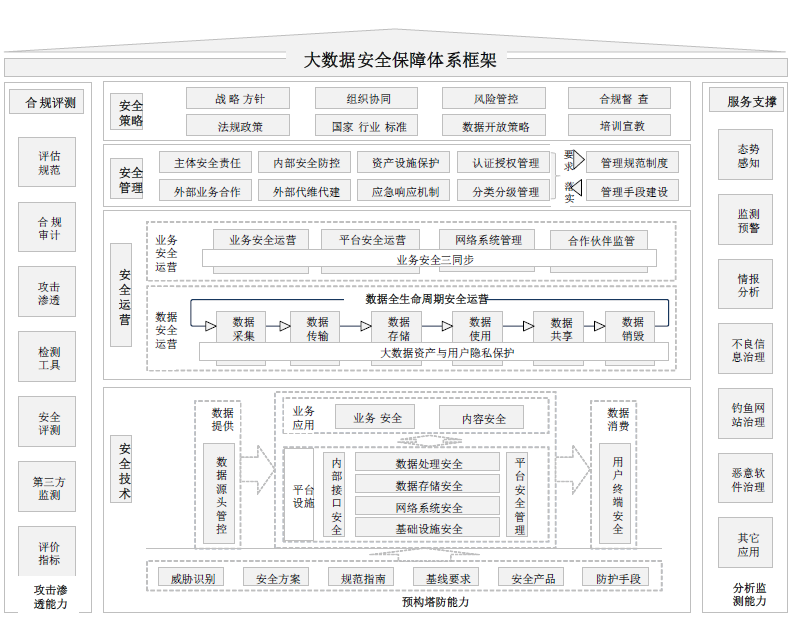 大数据安全保障体系框架
合规评测
评估
规范
合规
审计
攻击
渗透
检测
工具
安全
评测
第三方
监测
评价
指标
攻击渗
透能力
安全
策略
战略方针
组织协同
风险管控
合规督查
法规政策
国家 行业 标准
数据开放策略
培训宣教
安全
管理
主体安全责任
内部安全防控
资产设施保护
认证授权管理
要
求
管理规范制度
外部业务合作
外部代维代建
应急响应机制
分类分级管理
落
实
管理手段建设
安全运营
业务
安全
运营
业务安全运营
平台安全运营
网络系统管理
合作伙伴监管
业务安全三同步
数据全生命周期安全运营
数据
安全
运营
数据
采集
数据
传输
数据
存储
数据
使用
数据
共享
数据
销毁
大数据资产与用户隐私保护
安全技术
数据
提供
数据源头管控
业务
应用
业务 安全
内容安全
平台
设施
内部接口安全
数据处理安全
数据存储安全
网络系统安全
基础设施安全
平台安全管理
数据
消费
用户终端安全
威胁识别
安全方案
规范指南
基线要求
安全产品
防护手段
预构塔防能力
服务支撑
态势
感知
监测
预警
情报
分析
不良信
息治理
钓鱼网
站治理
恶意软
件治理
其它
应用
分析监
测能力